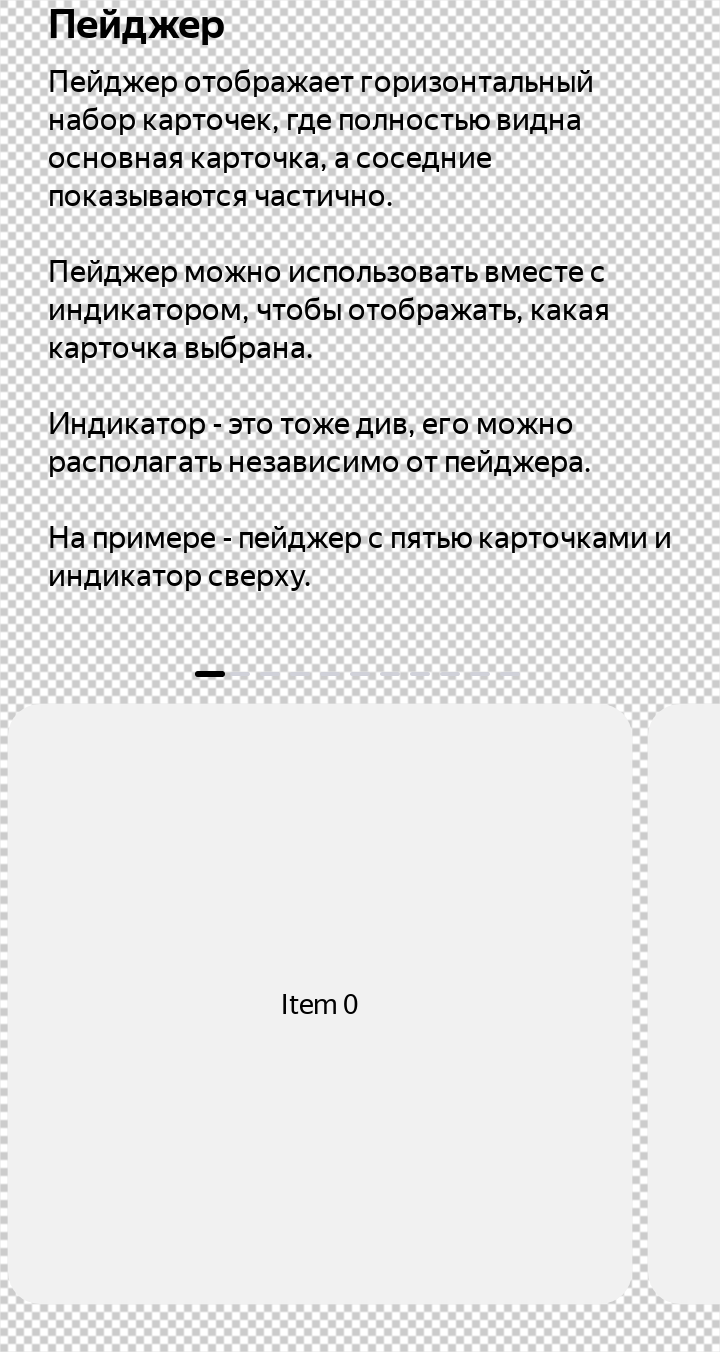 Пейджер
Пейджер отображает горизонтальный
набор карточек, где полностью видна
основная карточка, а соседние
показываются частично.
Пейджер можно использовать вместе с
индикатором, чтобы отображать, какая
карточка выбрана.
Индикатор - это тоже див, его можно
располагать независимо от пейджера.
На примере - пейджер с пятью карточками и
индикатор сверху.
Item 0